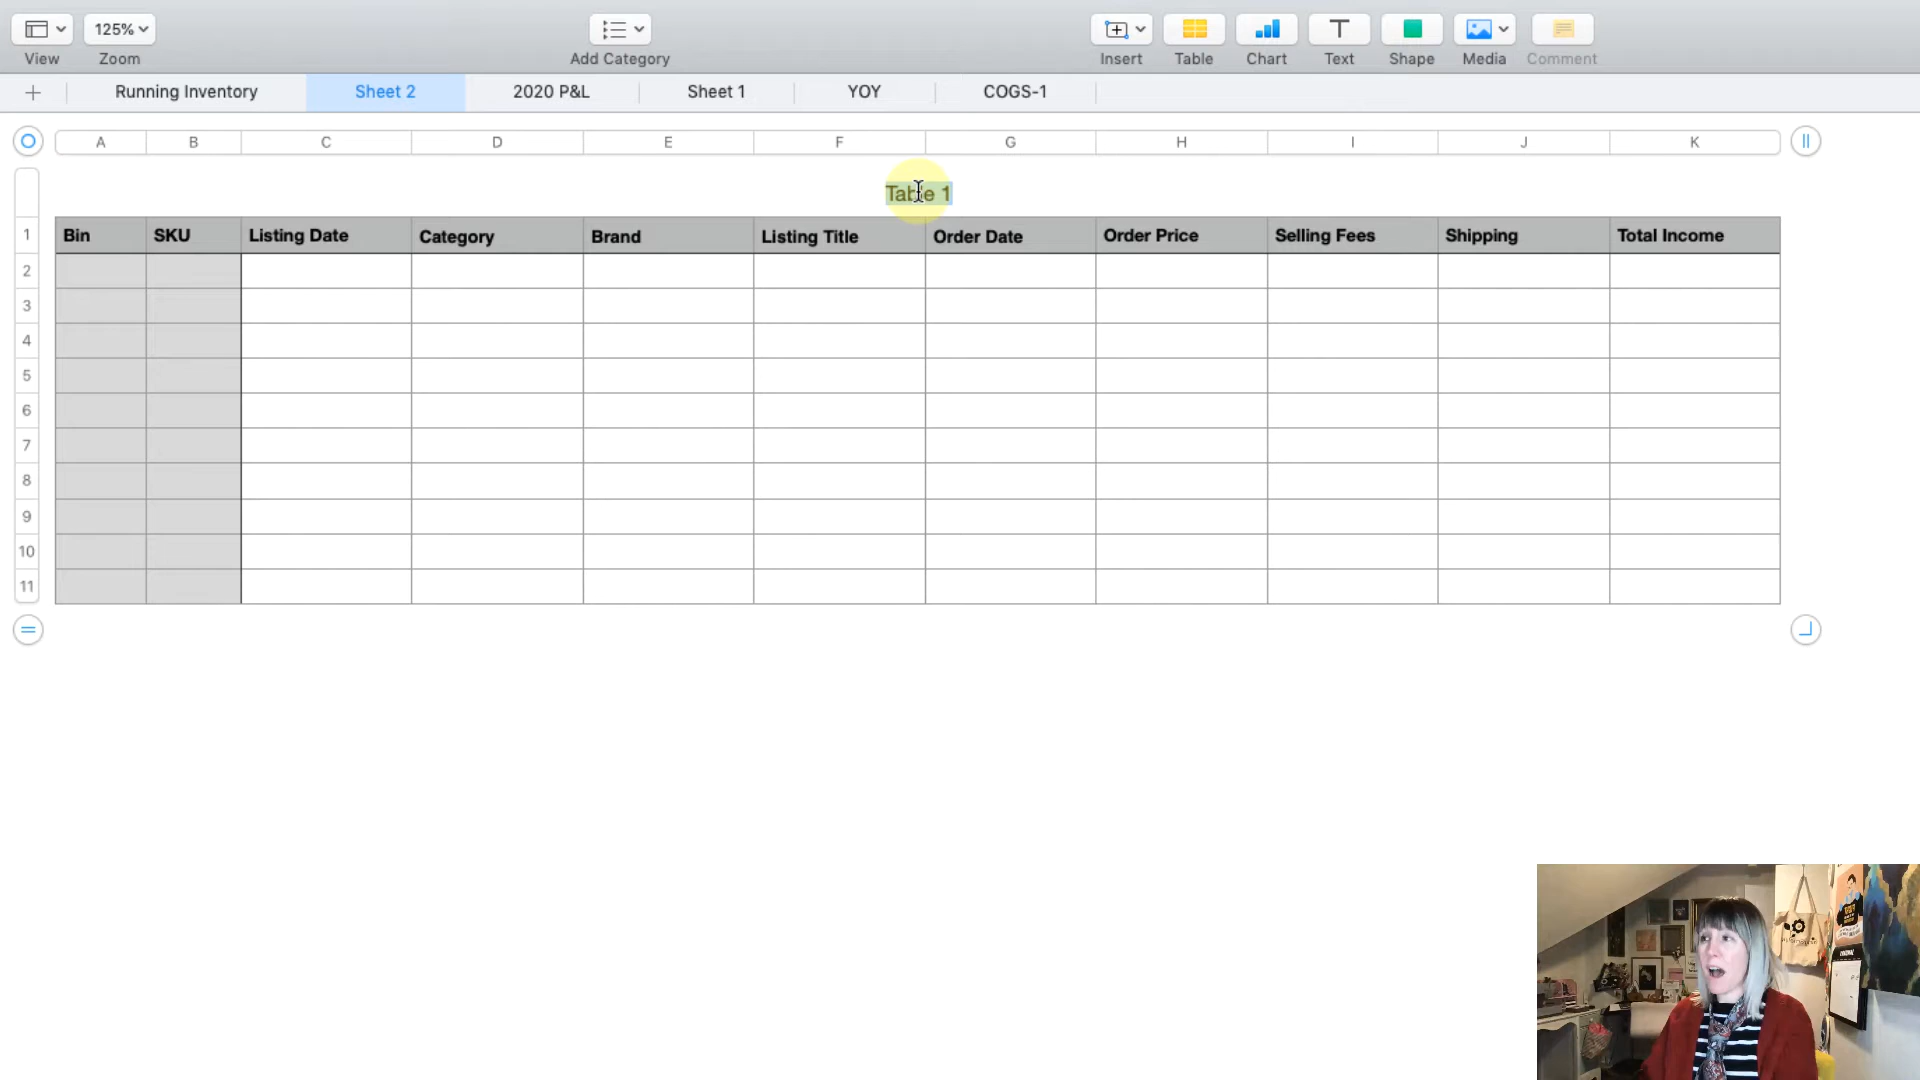 125%
View Zoom Add Category Insert Table Chart Text Shape Media Comment
Running Inventory Sheet 2 2020 P&L Sheet 1 YOY COGS-1
A B C D E F G H I J K
Table 1
1 Bin SKU Listing Date Category Brand Listing Title Order Date Order Price Selling Fees Shipping Total Income
2
3
4
5
6
7
8
9
10
11